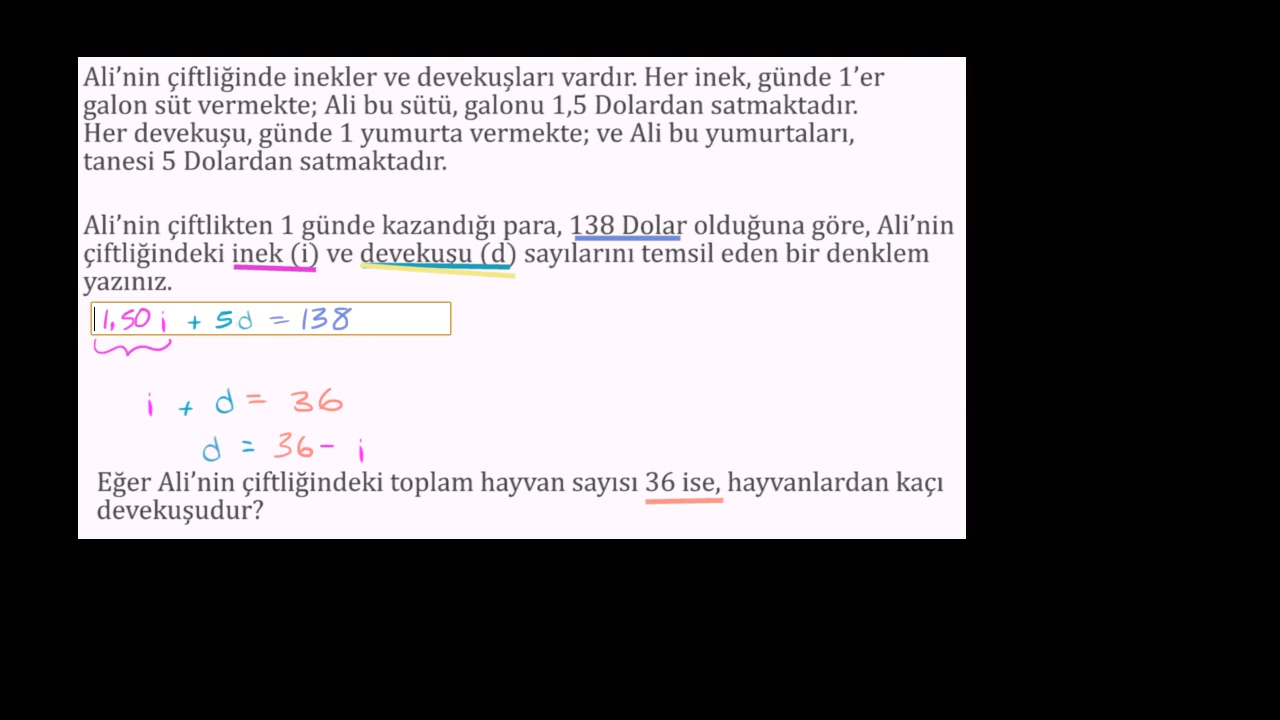 Ali’nin çiftliğinde inekler ve devekuşları vardır. Her inek, günde 1’er
galon süt vermekte; Ali bu sütü, galonu 1,5 Dolardan satmaktadır.
Her devekuşu, günde 1 yumurta vermekte; ve Ali bu yumurtaları,
tanesi 5 Dolardan satmaktadır.
Ali’nin çiftlikten 1 günde kazandığı para, 138 Dolar olduğuna göre, Ali’nin
çiftliğindeki inek (i) ve devekuşu (d) sayılarını temsil eden bir denklem
yazınız.
1,50 i + 5d = 138
i + d = 36
d = 36 - i
Eğer Ali’nin çiftliğindeki toplam hayvan sayısı 36 ise, hayvanlardan kaçı
devekuşudur?